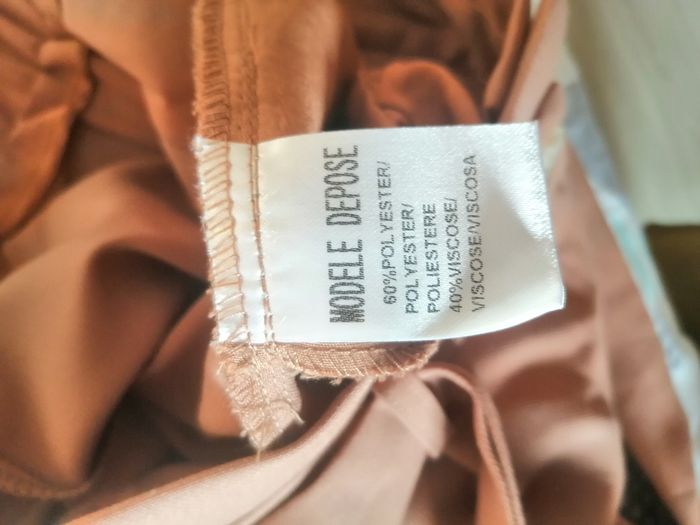 MODELE DEPOSE
60%POLYESTER/
POLYESTER/
POLIESTERE
40%VISCOSE/
VISCOSE/VISCOSA